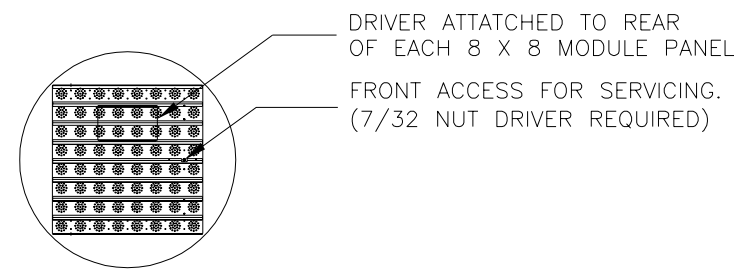 DRIVER ATTATCHED TO REAR
OF EACH 8 X 8 MODULE PANEL
FRONT ACCESS FOR SERVICING.
(7/32 NUT DRIVER REQUIRED)